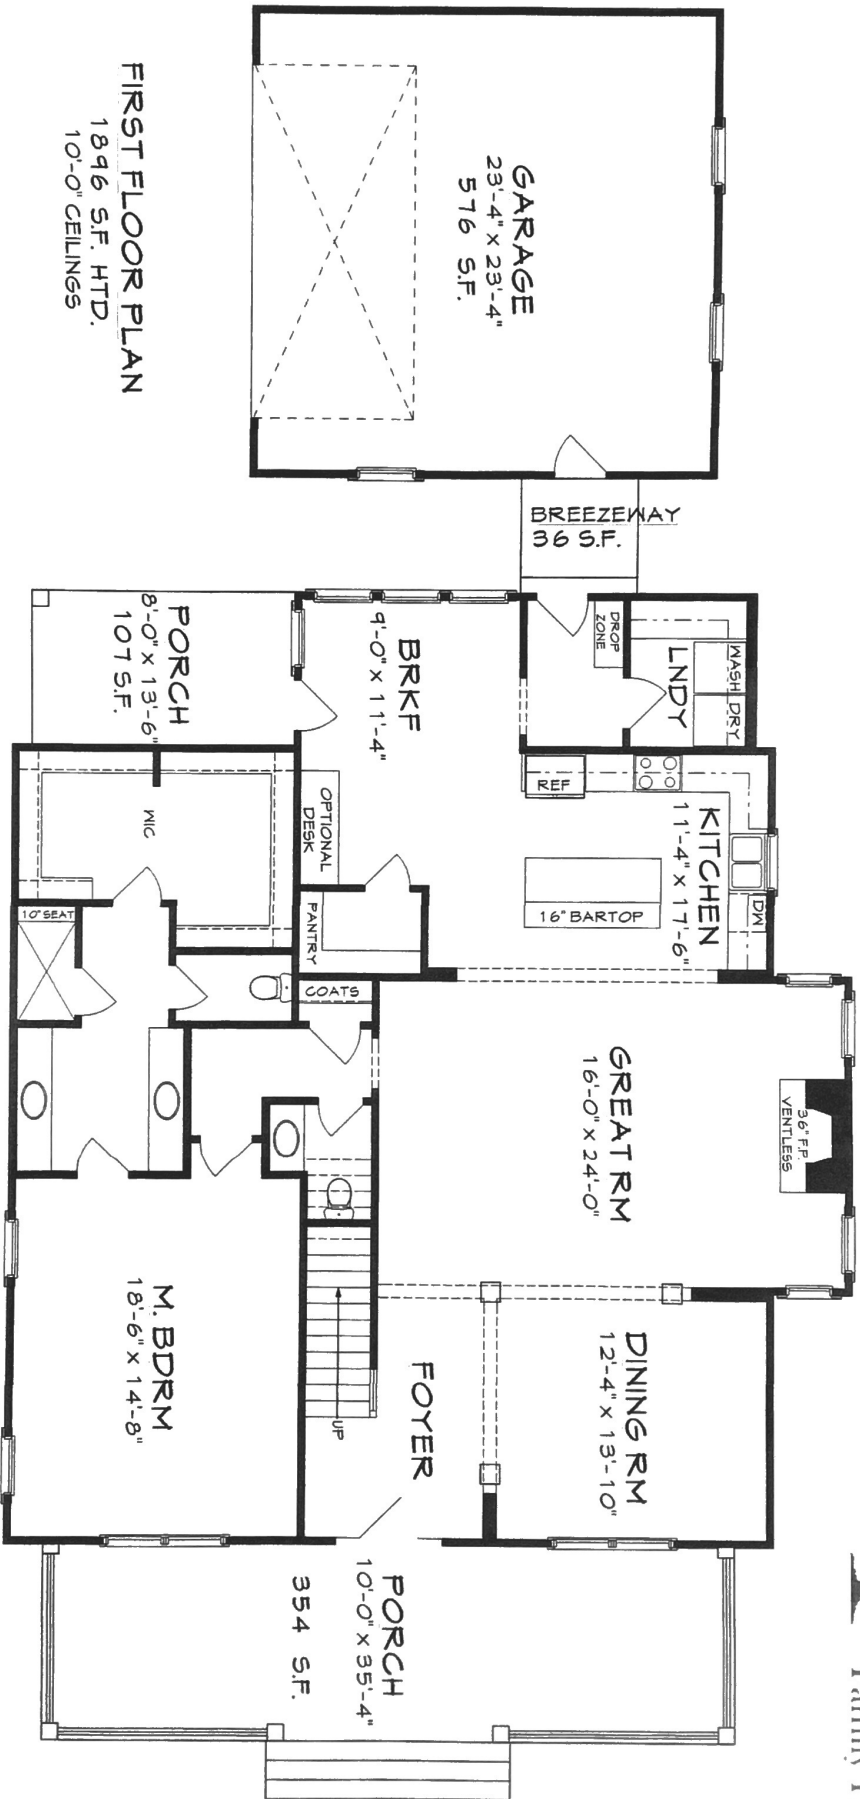 FIRST FLOOR PLAN
1896 S.F. HTD.
10'-0" CEILINGS
GARAGE
23'-4" x 23'-4"
576 S.F.
BREEZEWAY
36 S.F.
PORCH
8'-0" x 13'-6"
107 S.F.
BRKF
9'-0" x 11'-4"
DROP
ZONE
LNDY
WASH
DRY
REF
KITCHEN
11'-4" x 17'-6"
DW
16" BARTOP
OPTIONAL
DESK
PANTRY
WIC
10" SEAT
COATS
GREAT RM
16'-0" x 24'-0"
36" F.P.
VENTLESS
M. BDRM
18'-6" x 14'-8"
UP
FOYER
DINING RM
12'-4" x 13'-10"
PORCH
10'-0" x 35'-4"
354 S.F.